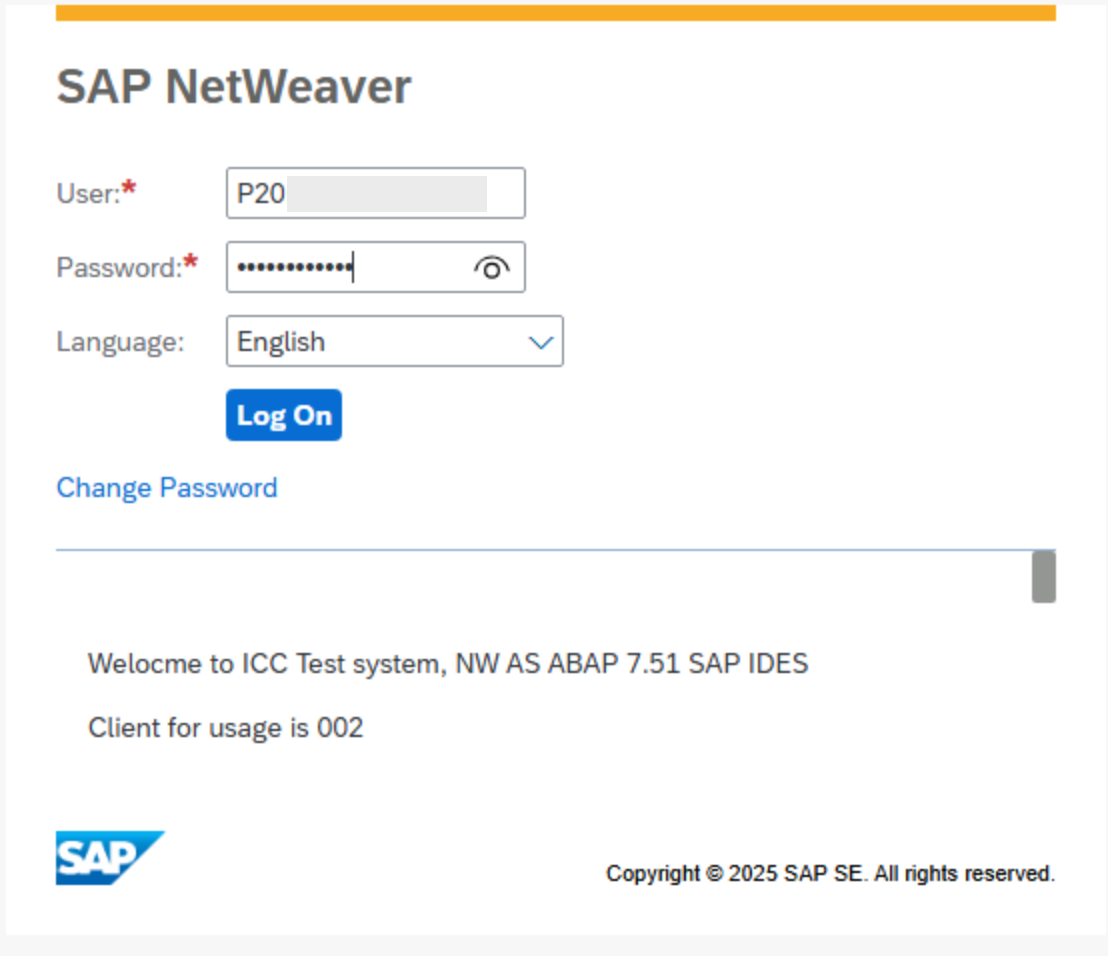 SAP NetWeaver
User:*
P20
Password:*
••••••••••••
Language:
English
Log On
Change Password
Welocme to ICC Test system, NW AS ABAP 7.51 SAP IDES
Client for usage is 002
SAP
Copyright © 2025 SAP SE. All rights reserved.